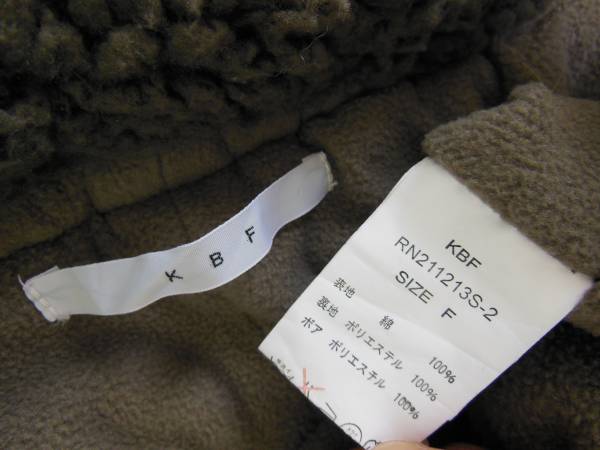 K B F
KBF
RN211213S-2
SIZE F
表地 綿 100%
裏地 ポリエステル 100%
ボア ポリエステル 100%